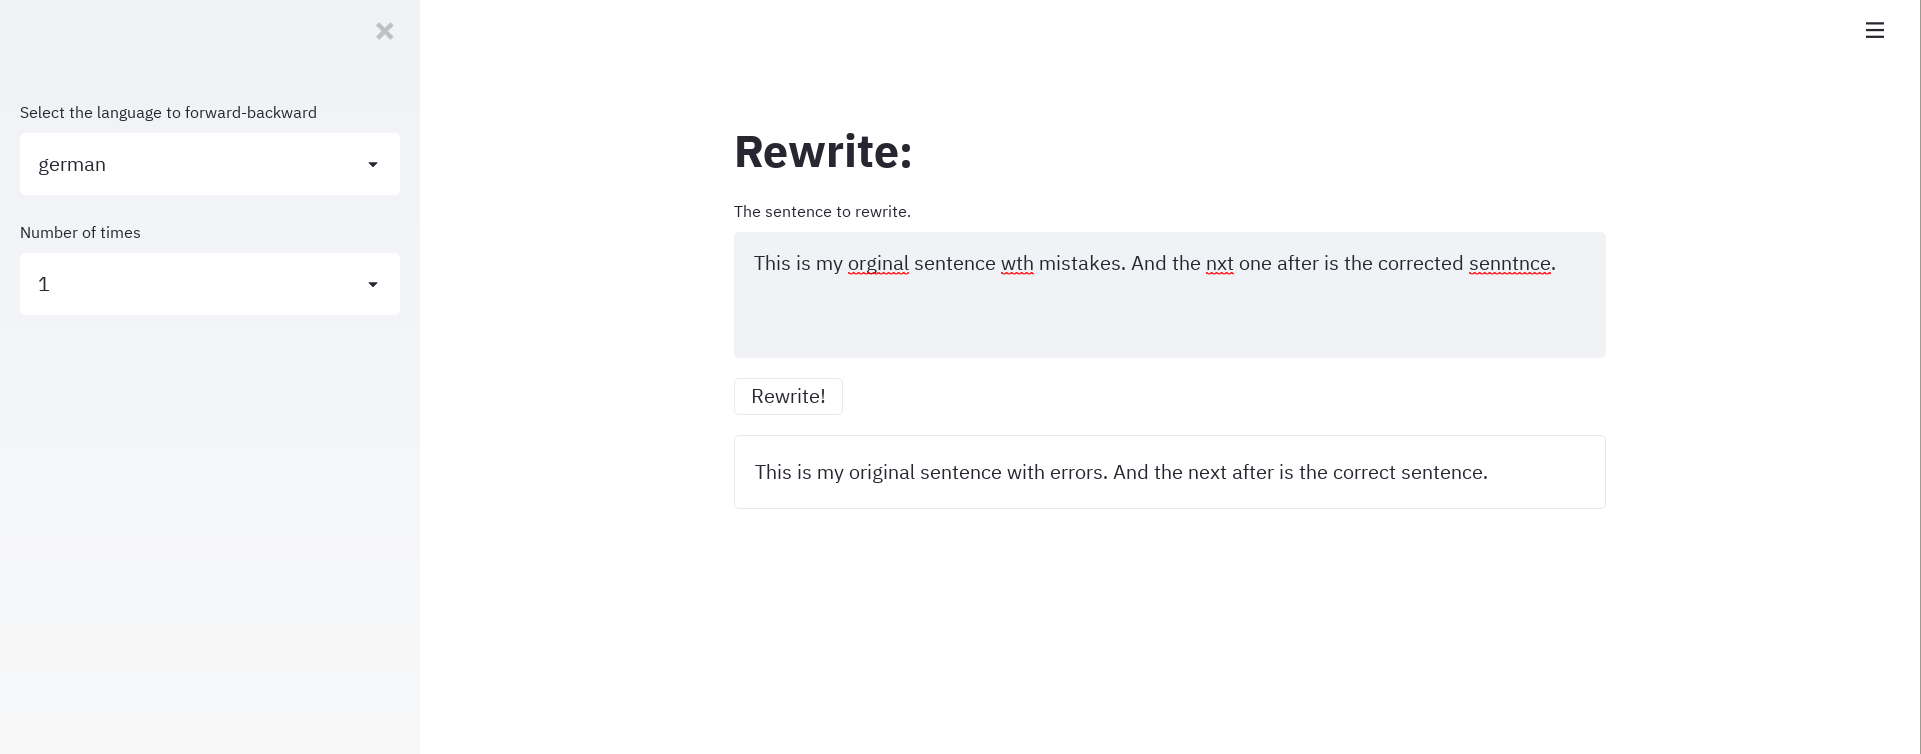 Select the language to forward-backward
german
Number of times
1
Rewrite:
The sentence to rewrite.
This is my orginal sentence wth mistakes. And the nxt one after is the corrected senntnce.
Rewrite!
This is my original sentence with errors. And the next after is the correct sentence.